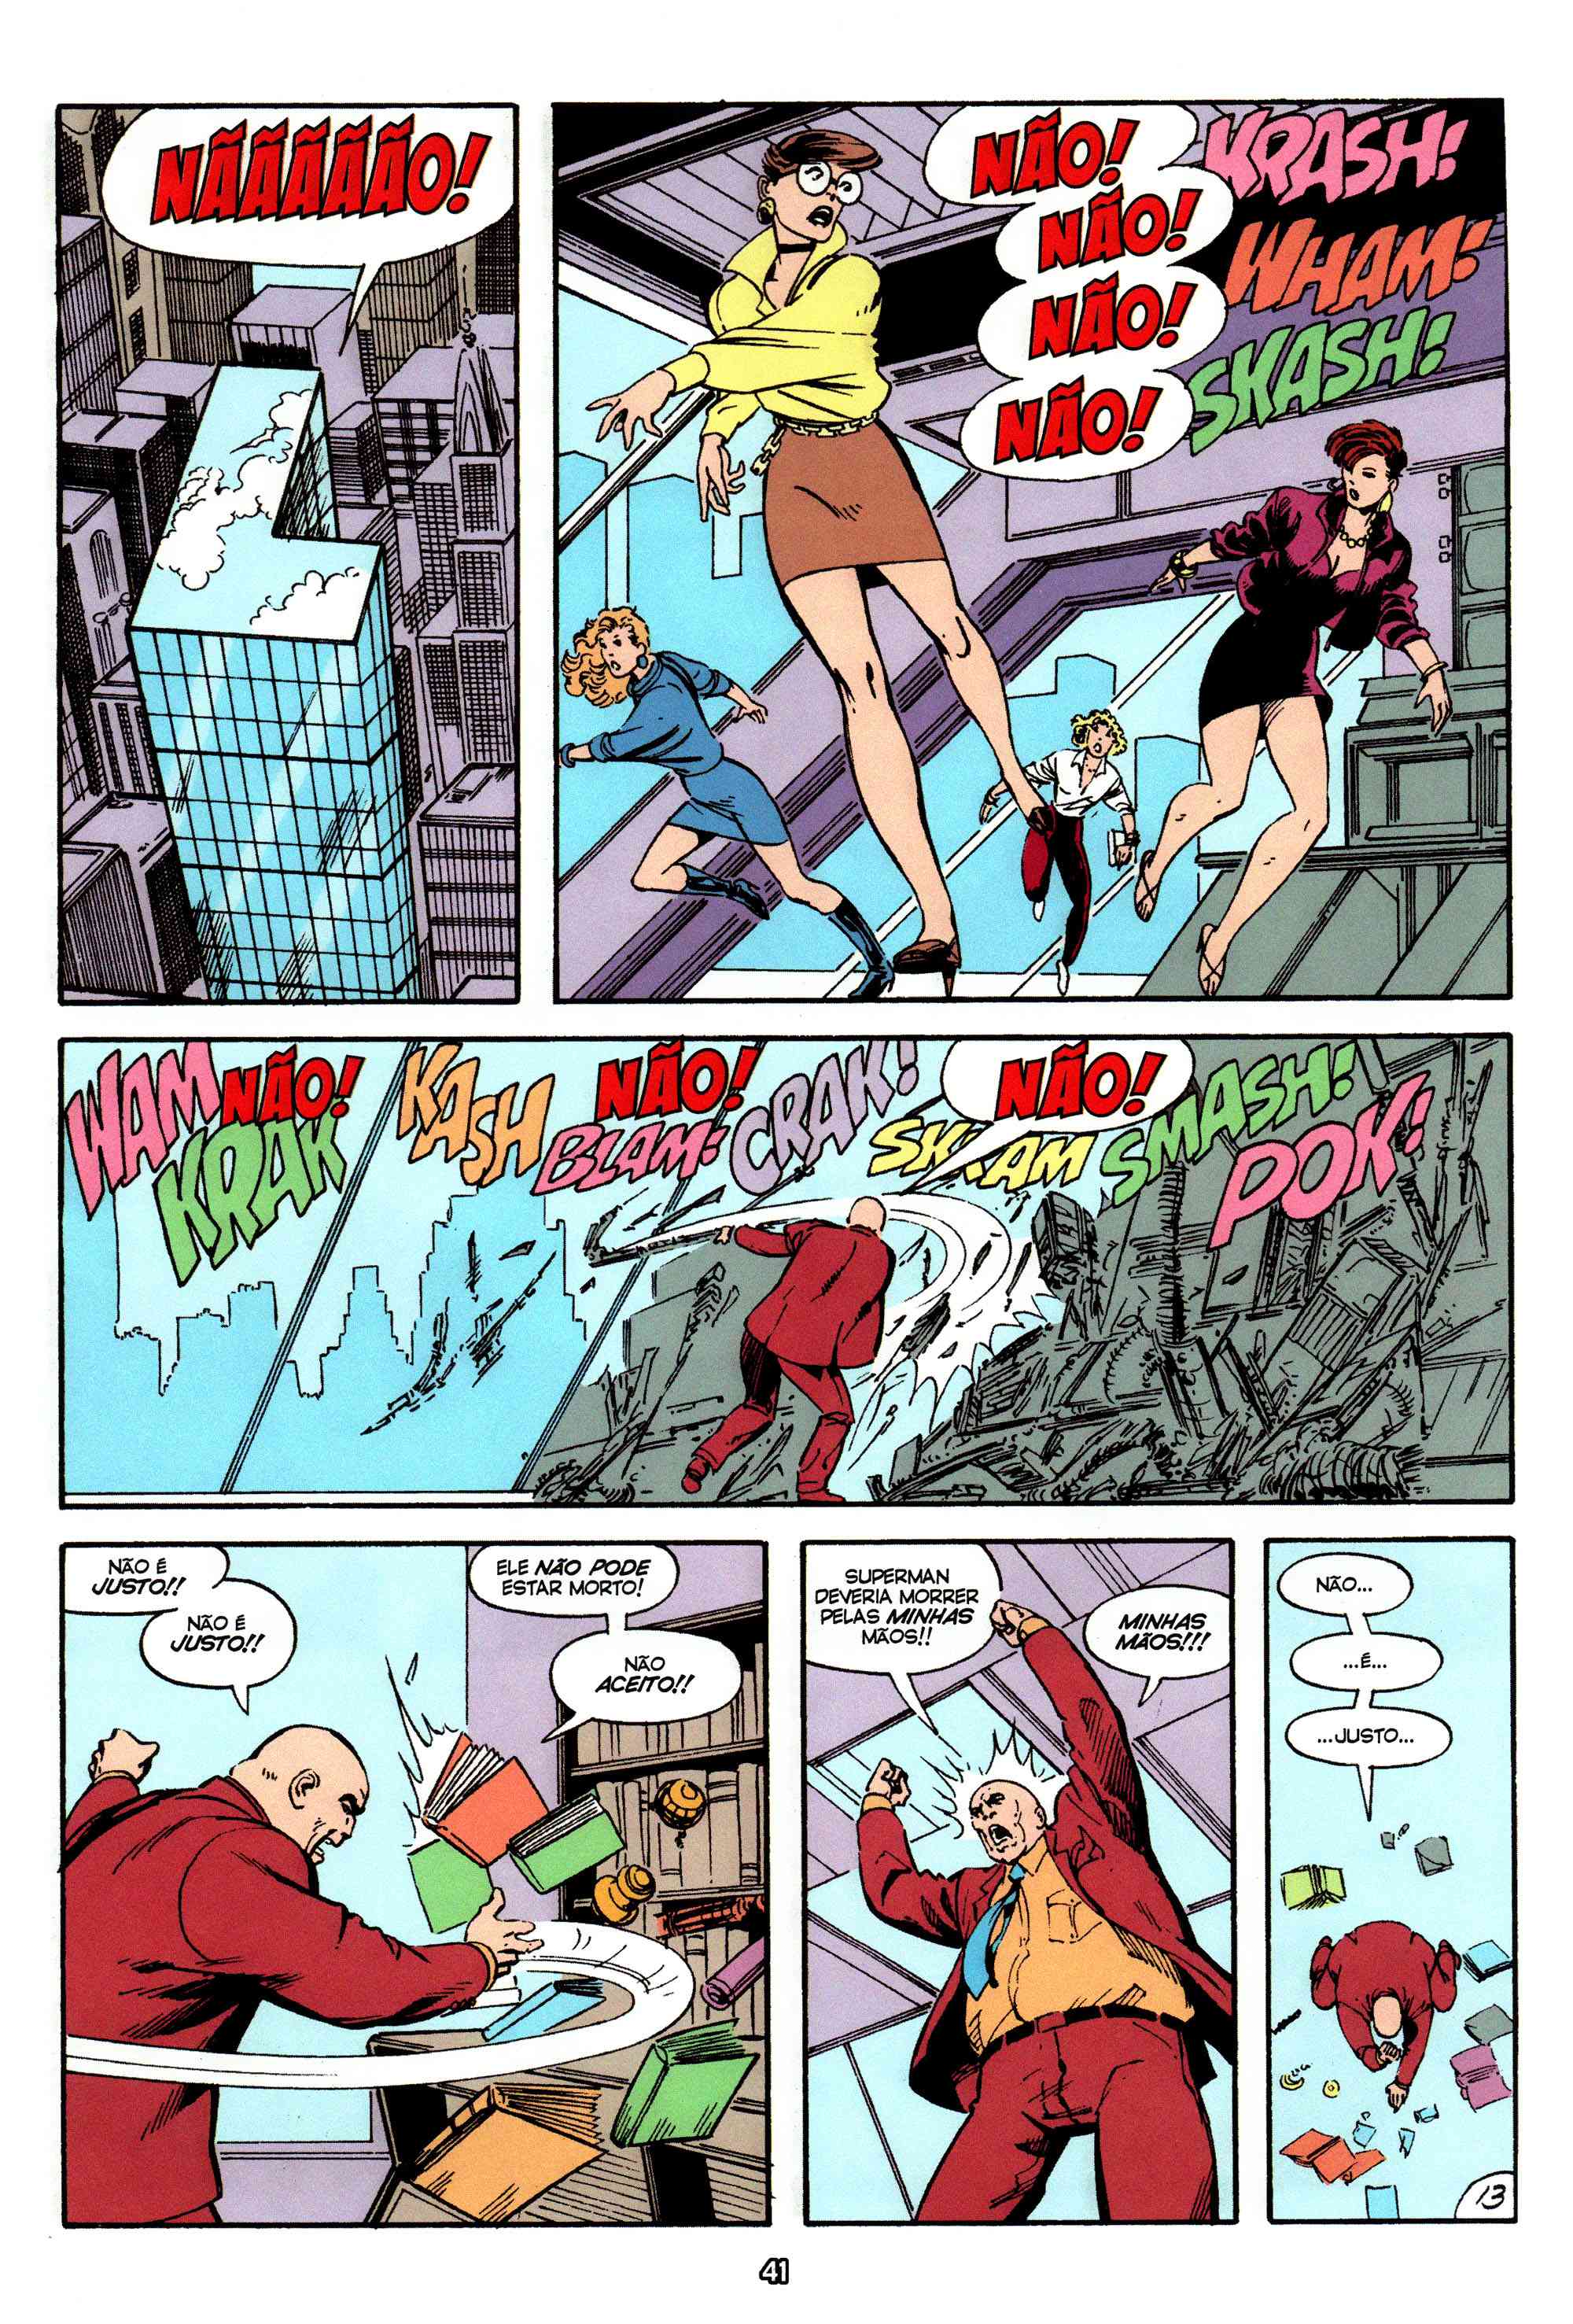 NÃÃÃÃÃO!
NÃO!
NÃO!
NÃO!
NÃO!
KRASH!
WHAM!
SKASH!
WAM
NÃO!
KRAK
KASH
NÃO!
BLAM!
CRAK!
NÃO!
SKRAM
SMASH!
POK!
NÃO É
JUSTO!!
NÃO É
JUSTO!!
ELE NÃO PODE
ESTAR MORTO!
NÃO
ACEITO!!
SUPERMAN
DEVERIA MORRER
PELAS MINHAS
MÃOS!!
MINHAS
MÃOS!!!
NÃO...
...É...
...JUSTO...
13
41